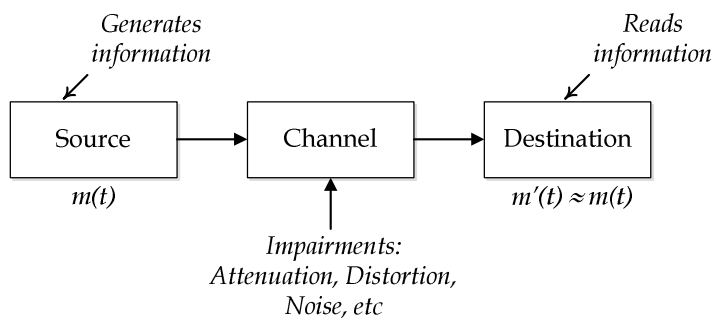 Generates
information
Reads
information
Source
Channel
Destination
m(t)
m'(t) ≈ m(t)
Impairments:
Attenuation, Distortion,
Noise, etc